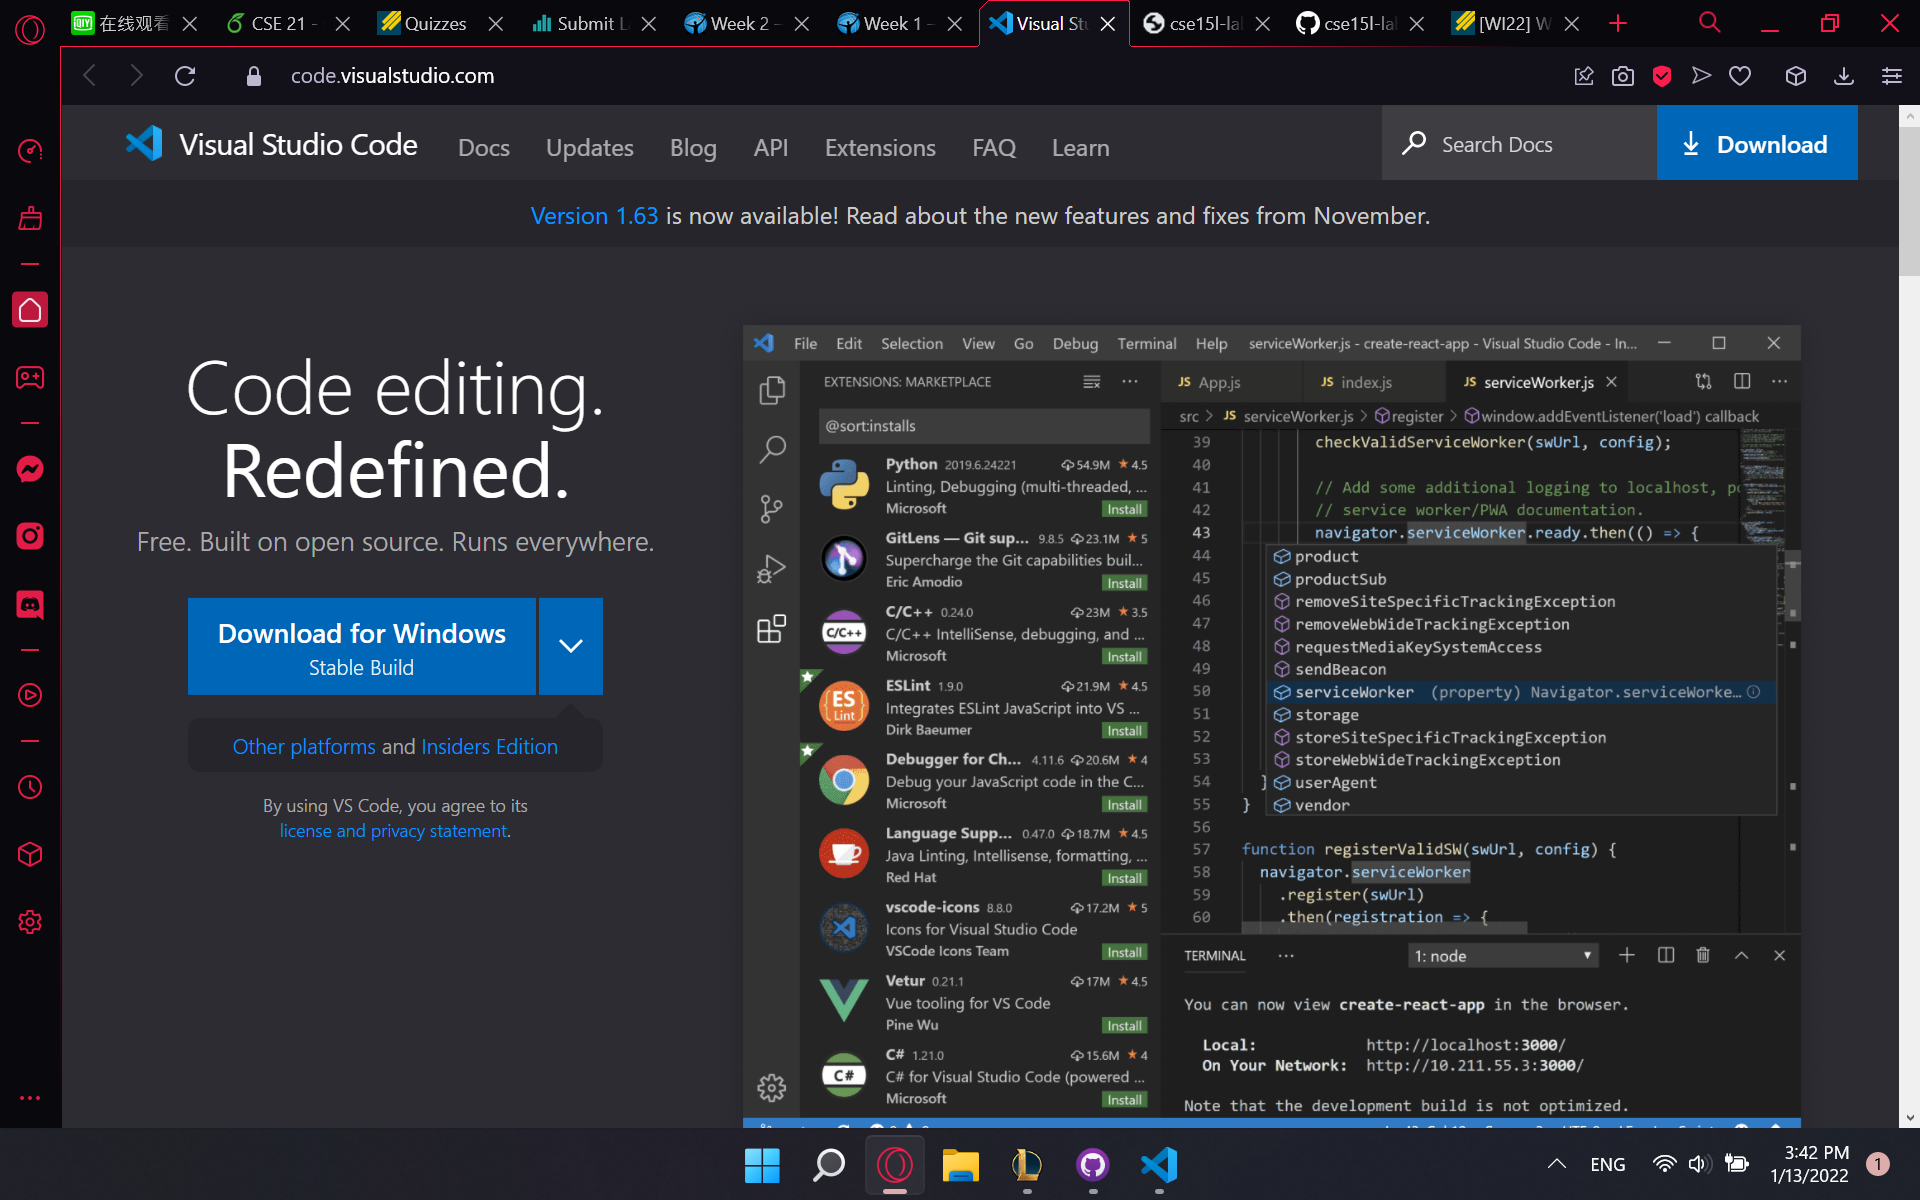 在线观看
CSE 21 -
Quizzes
Submit L
Week 2 –
Week 1 –
Visual Stu
cse15l-lal
cse15l-lal
[WI22] W
code.visualstudio.com
Visual Studio Code
Docs
Updates
Blog
API
Extensions
FAQ
Learn
Search Docs
Download
Version 1.63 is now available! Read about the new features and fixes from November.
Code editing.
Redefined.
Free. Built on open source. Runs everywhere.
Download for Windows
Stable Build
Other platforms and Insiders Edition
By using VS Code, you agree to its
license and privacy statement.
File Edit Selection View Go Debug Terminal Help serviceWorker.js - create-react-app - Visual Studio Code - In...
EXTENSIONS: MARKETPLACE
@sort:installs
Python 2019.6.24221 54.9M 4.5
Linting, Debugging (multi-threaded, ...
Microsoft Install
GitLens — Git sup... 9.8.5 23.1M 5
Supercharge the Git capabilities buil...
Eric Amodio Install
C/C++
C/C++ 0.24.0 23M 3.5
C/C++ IntelliSense, debugging, and ...
Microsoft Install
ES
Lint
ESLint 1.9.0 21.9M 4.5
Integrates ESLint JavaScript into VS ...
Dirk Baeumer Install
Debugger for Ch... 4.11.6 20.6M 4
Debug your JavaScript code in the C...
Microsoft Install
Language Supp... 0.47.0 18.7M 4.5
Java Linting, Intellisense, formatting, ...
Red Hat Install
vscode-icons 8.8.0 17.2M 5
Icons for Visual Studio Code
VSCode Icons Team Install
Vetur 0.21.1 17M 4.5
Vue tooling for VS Code
Pine Wu Install
C#
C# 1.21.0 15.6M 4
C# for Visual Studio Code (powered ...
Microsoft Install
JS App.js
JS index.js
JS serviceWorker.js
src > JS serviceWorker.js > register > window.addEventListener('load') callback
39 checkValidServiceWorker(swUrl, config);
40
41 // Add some additional logging to localhost, po
42 // service worker/PWA documentation.
43 navigator.serviceWorker.ready.then(() => {
44 product
45 productSub
46 removeSiteSpecificTrackingException
47 removeWebWideTrackingException
48 requestMediaKeySystemAccess
49 sendBeacon
50 serviceWorker (property) Navigator.serviceWorke...
51 storage
52 storeSiteSpecificTrackingException
53 storeWebWideTrackingException
54 } userAgent
55 } vendor
56
57 function registerValidSW(swUrl, config) {
58 navigator.serviceWorker
59 .register(swUrl)
60 .then(registration => {
TERMINAL
1: node
You can now view create-react-app in the browser.
Local: http://localhost:3000/
On Your Network: http://10.211.55.3:3000/
Note that the development build is not optimized.
ENG
3:42 PM
1/13/2022
1